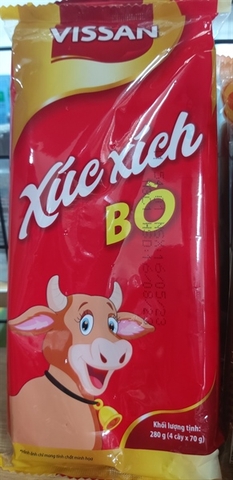 VISSAN
Xúc xích
BÒ
Khối lượng tịnh:
280 g (4 cây x 70 g)